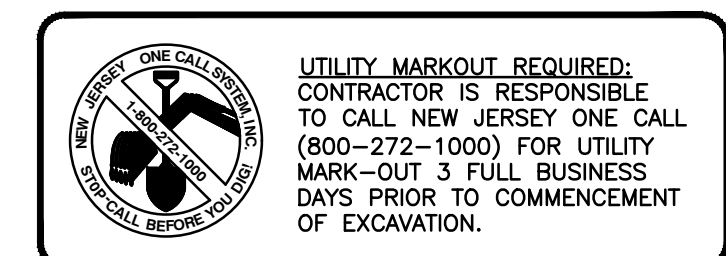 NEW JERSEY ONE CALL SYSTEM, INC.
1-800-272-1000
STOP-CALL BEFORE YOU DIG!
UTILITY MARKOUT REQUIRED:
CONTRACTOR IS RESPONSIBLE
TO CALL NEW JERSEY ONE CALL
(800-272-1000) FOR UTILITY
MARK-OUT 3 FULL BUSINESS
DAYS PRIOR TO COMMENCEMENT
OF EXCAVATION.